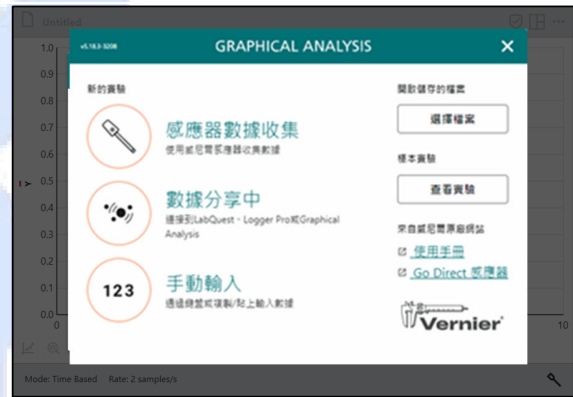 Untitled
v5.18.3-3208
GRAPHICAL ANALYSIS
新的實驗
感應器數據收集
使用威尼爾感應器收集數據
數據分享中
連接到LabQuest、Logger Pro或Graphical
Analysis
123
手動輸入
透過鍵盤或複製/貼上輸入數據
開啟儲存的檔案
選擇檔案
樣本實驗
查看實驗
來自威尼爾原廠網站
使用手冊
Go Direct 感應器
Vernier
1.0
0.9
0.8
0.7
0.6
0.5
0.4
0.3
0.2
0.1
0.0
0
10
Mode: Time Based
Rate: 2 samples/s